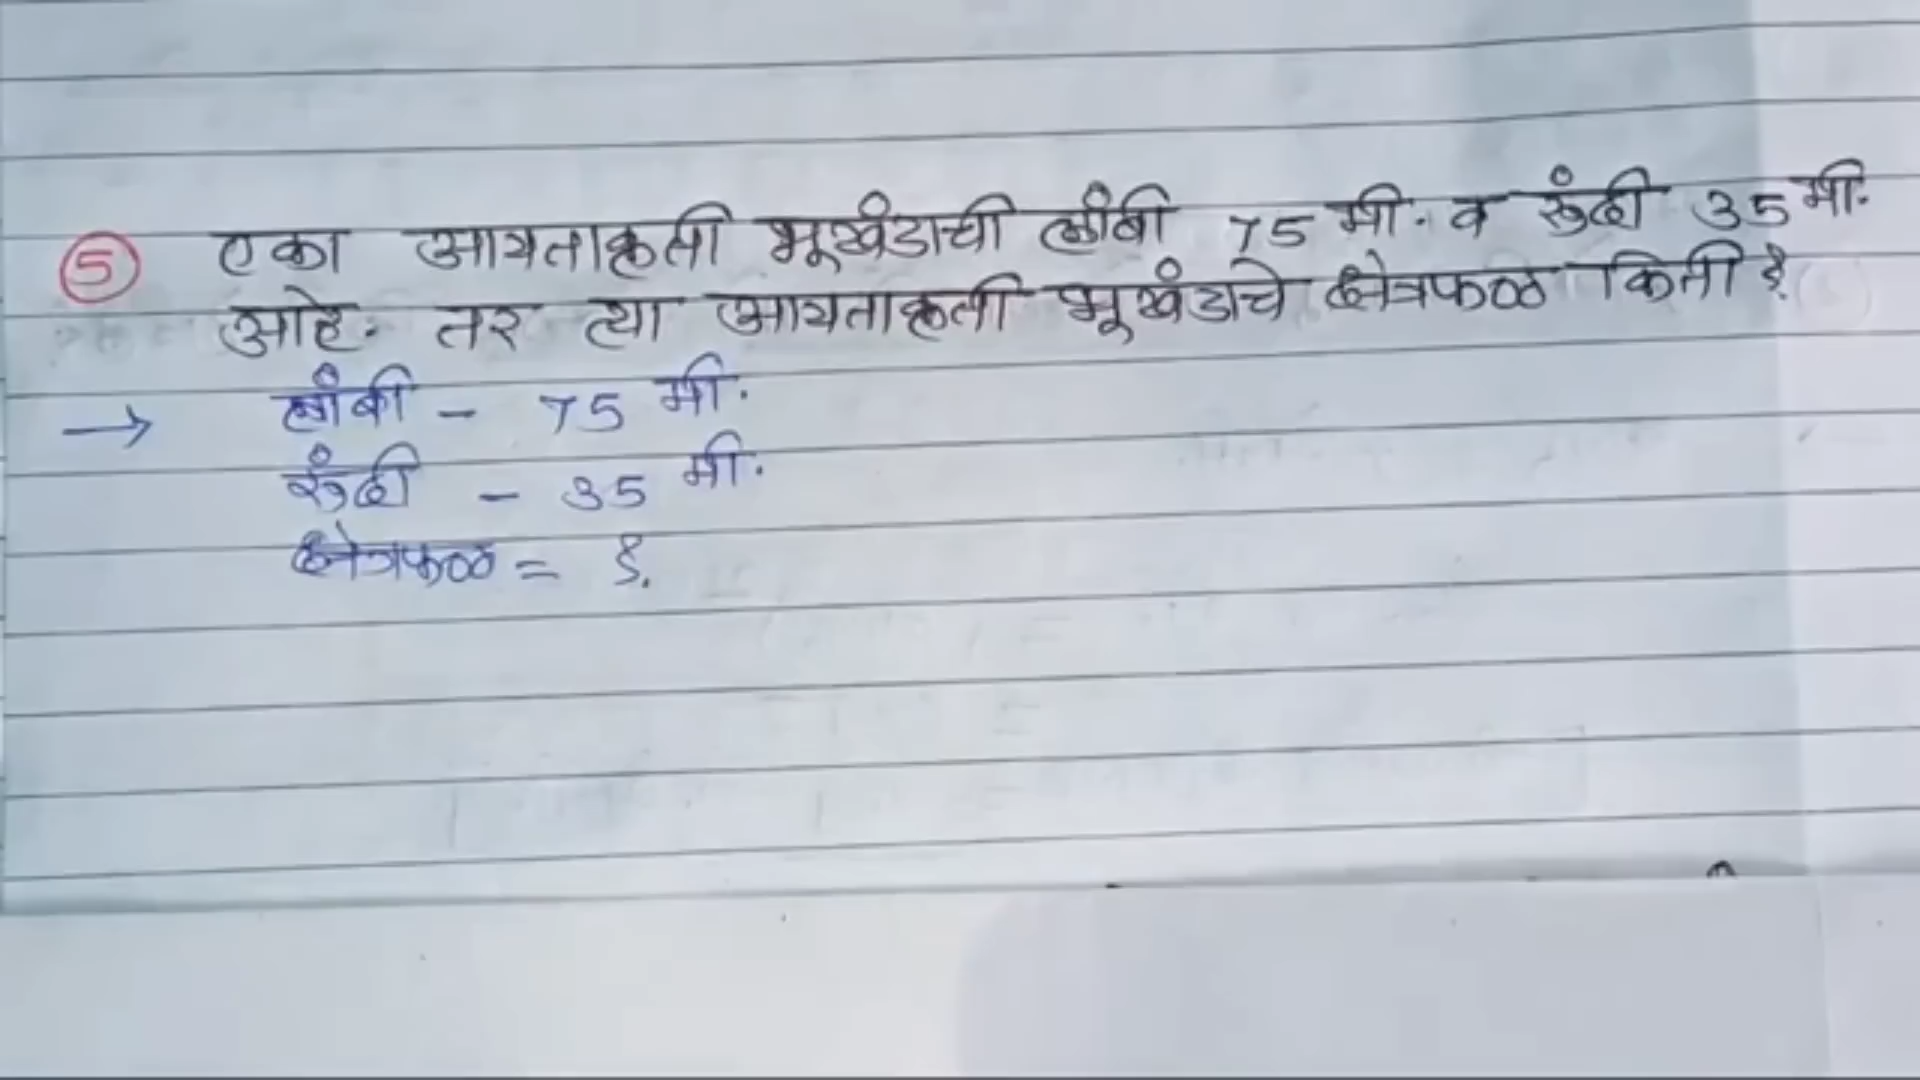 5 एका आयताकृती भूखंडाची लांबी 75 मी. व रुंदी 35 मी.
आहे. तर त्या आयताकृती भूखंडाचे क्षेत्रफळ किती ?
→ लांबी - 75 मी.
रुंदी - 35 मी.
क्षेत्रफळ = ?